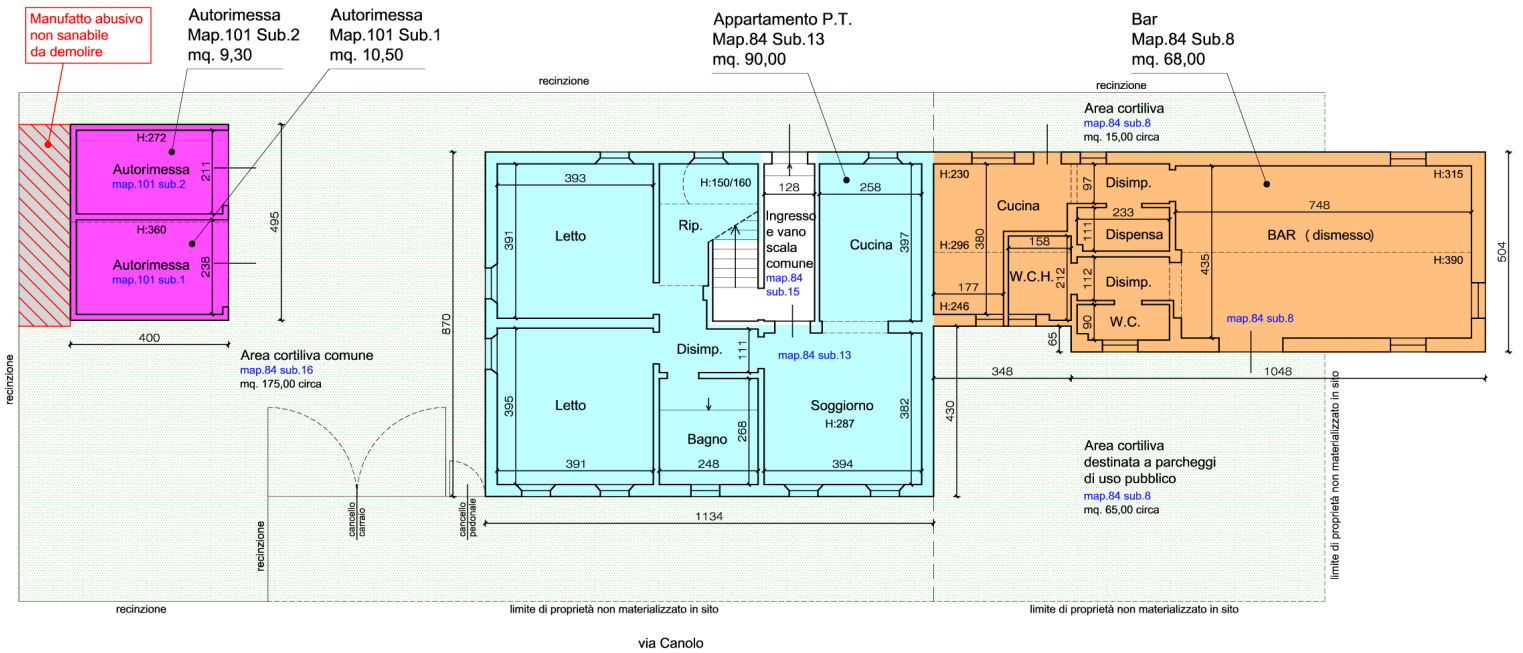 Manufatto abusivo
non sanabile
da demolire
Autorimessa
Map.101 Sub.2
mq. 9,30
Autorimessa
Map.101 Sub.1
mq. 10,50
Appartamento P.T.
Map.84 Sub.13
mq. 90,00
Bar
Map.84 Sub.8
mq. 68,00
recinzione
recinzione
Area cortiliva
map.84 sub.8
mq. 15,00 circa
H:272
Autorimessa
map.101 sub.2
211
H:360
Autorimessa
map.101 sub.1
238
495
400
Area cortiliva comune
map.84 sub.16
mq. 175,00 circa
recinzione
870
393
391
Letto
H:150/160
Rip.
128
Ingresso
e vano
scala
comune
map.84
sub.15
258
Cucina
397
H:230
Cucina
H:296
380
158
W.C.H.
212
177
H:246
97
Disimp.
233
111
Dispensa
112
Disimp.
90
W.C.
65
H:315
748
BAR ( dismesso)
435
H:390
504
map.84 sub.8
348
1048
Disimp.
111
map.84 sub.13
395
Letto
391
Bagno
268
248
Soggiorno
H:287
382
394
430
1134
Area cortiliva
destinata a parcheggi
di uso pubblico
map.84 sub.8
mq. 65,00 circa
limite di proprietà non materializzato in sito
cancello
carraio
cancello
pedonale
recinzione
recinzione
limite di proprietà non materializzato in sito
limite di proprietà non materializzato in sito
via Canolo